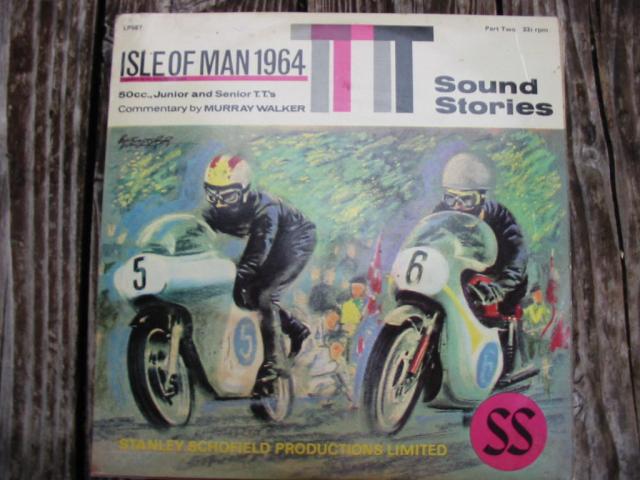 LP587
Part Two 33⅓ rpm
ISLE OF MAN 1964
TT
Sound
Stories
50cc., Junior and Senior T.T.'s
Commentary by MURRAY WALKER
5
6
5
6
STANLEY SCHOFIELD PRODUCTIONS LIMITED
SS